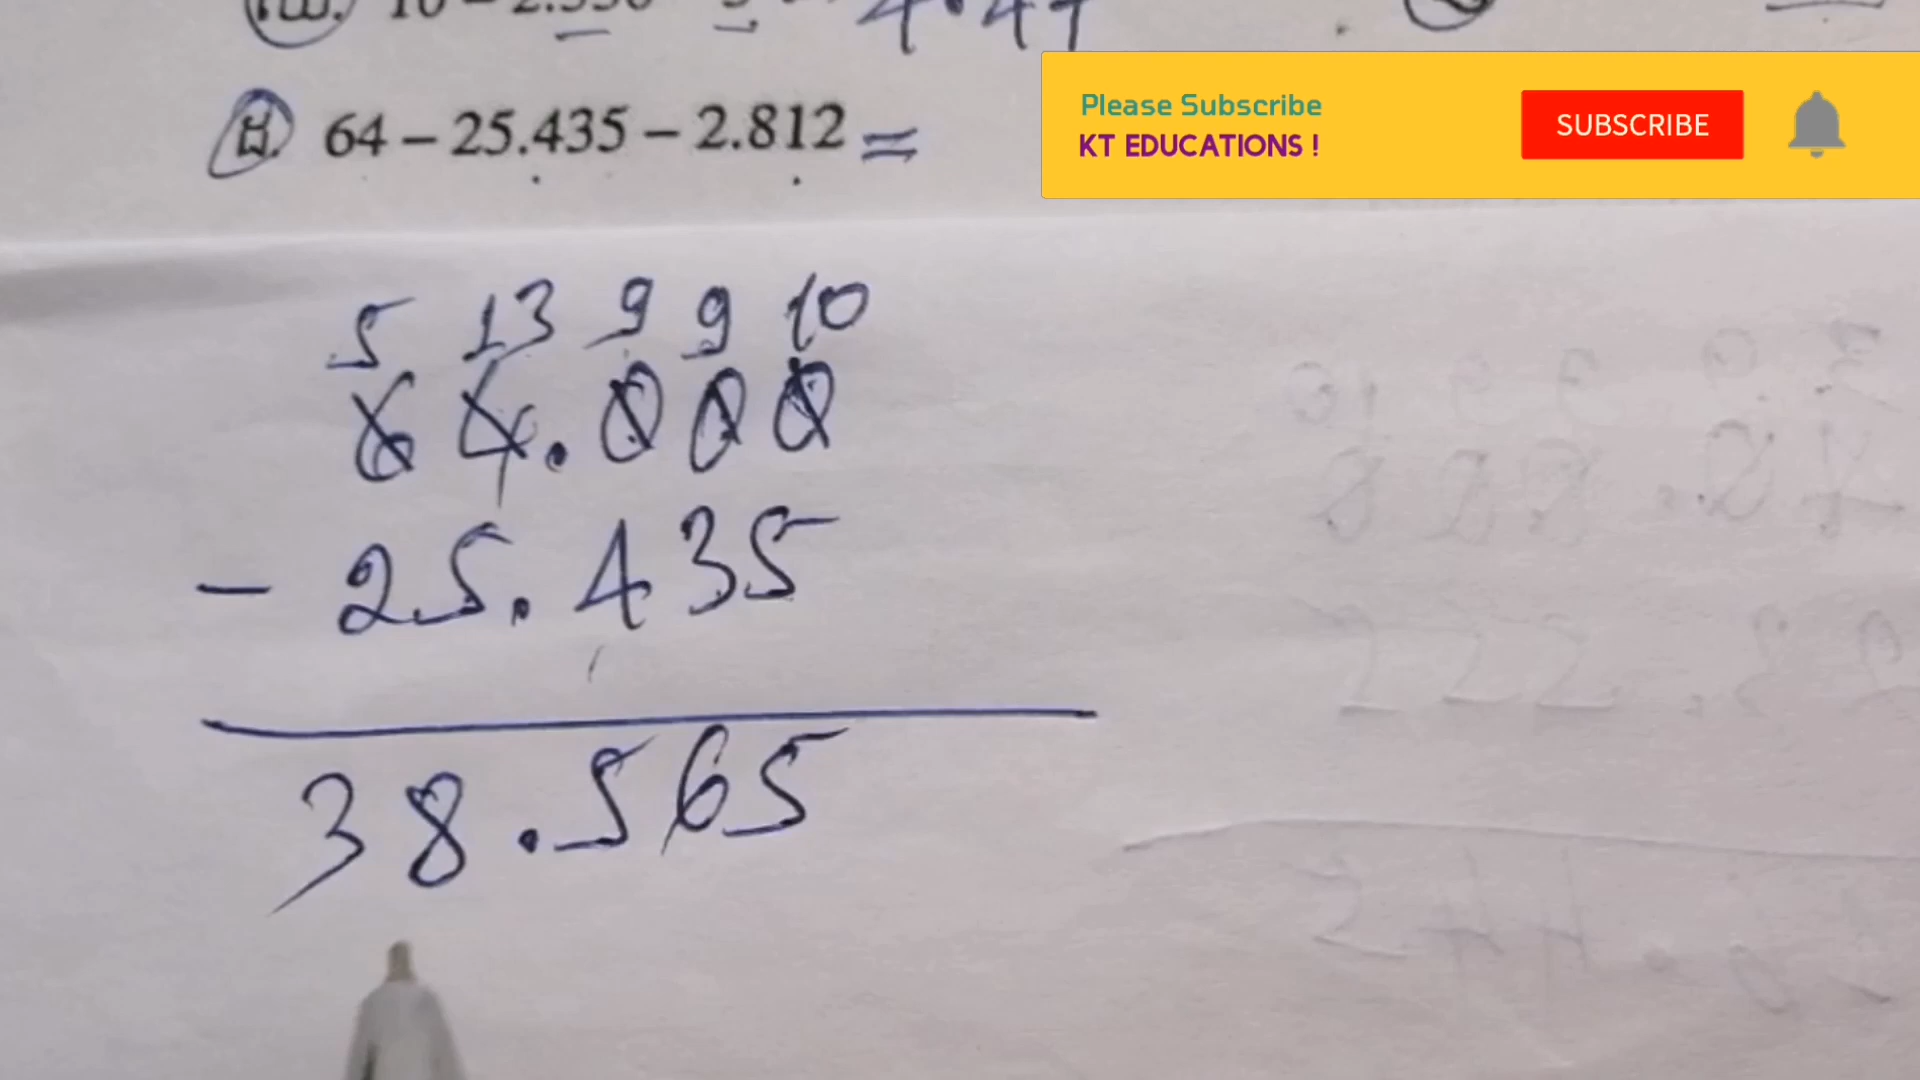 64 – 25.435 – 2.812 =
Please Subscribe
KT EDUCATIONS !
SUBSCRIBE
5 13 9 9 10
64.000
- 25.435
38.565